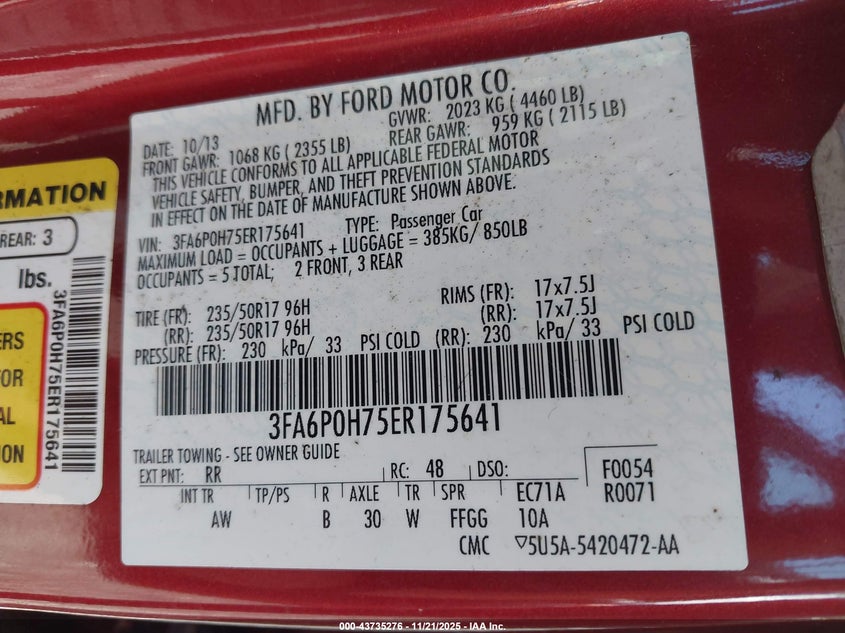 MFD. BY FORD MOTOR CO.
DATE: 10/13 GVWR: 2023 KG ( 4460 LB)
FRONT GAWR: 1068 KG ( 2355 LB) REAR GAWR: 959 KG ( 2115 LB)
THIS VEHICLE CONFORMS TO ALL APPLICABLE FEDERAL MOTOR
VEHICLE SAFETY, BUMPER, AND THEFT PREVENTION STANDARDS
IN EFFECT ON THE DATE OF MANUFACTURE SHOWN ABOVE.
VIN: 3FA6P0H75ER175641 TYPE: Passenger Car
MAXIMUM LOAD = OCCUPANTS + LUGGAGE = 385KG/ 850LB
OCCUPANTS = 5 TOTAL; 2 FRONT, 3 REAR
TIRE (FR): 235/50R17 96H RIMS (FR): 17x7.5J
(RR): 235/50R17 96H (RR): 17x7.5J
PRESSURE (FR): 230 kPa/ 33 PSI COLD (RR): 230 kPa/ 33 PSI COLD
3FA6P0H75ER175641
TRAILER TOWING - SEE OWNER GUIDE
EXT PNT: RR RC: 48 DSO: F0054
INT TR TP/PS R AXLE TR SPR EC71A R0071
AW B 30 W FFGG 10A
CMC ▽5U5A-5420472-AA
RMATION
REAR: 3
lbs.
3FA6P0H75ER175641
ERS
TOR
AL
ION
000-43735276 - 11/21/2025 - IAA Inc.